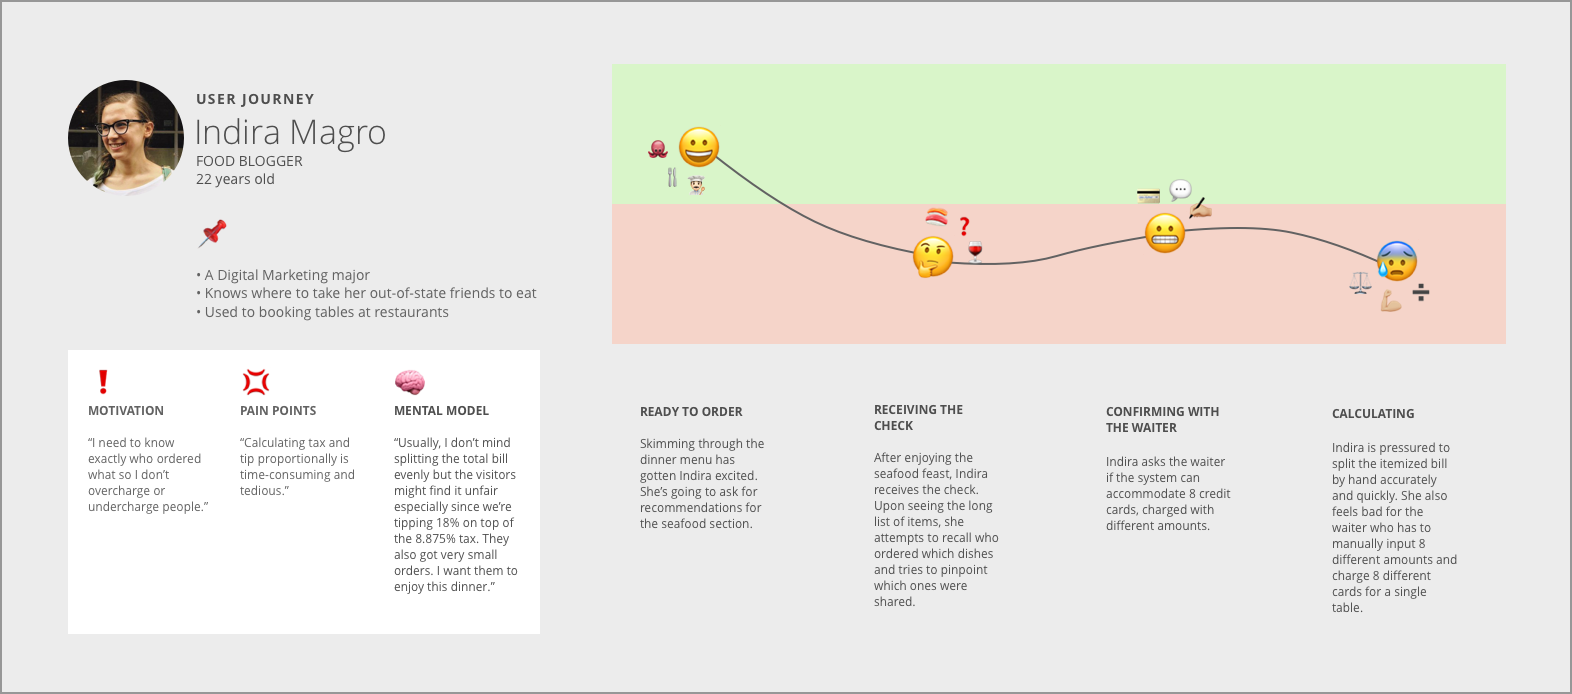 USER JOURNEY
Indira Magro
FOOD BLOGGER
22 years old
• A Digital Marketing major
• Knows where to take her out-of-state friends to eat
• Used to booking tables at restaurants
MOTIVATION
“I need to know
exactly who ordered
what so I don’t
overcharge or
undercharge people.”
PAIN POINTS
“Calculating tax and
tip proportionally is
time-consuming and
tedious.”
MENTAL MODEL
“Usually, I don’t mind
splitting the total bill
evenly but the visitors
might find it unfair
especially since we’re
tipping 18% on top of
the 8.875% tax. They
also got very small
orders. I want them to
enjoy this dinner.”
READY TO ORDER
Skimming through the
dinner menu has
gotten Indira excited.
She’s going to ask for
recommendations for
the seafood section.
RECEIVING THE
CHECK
After enjoying the
seafood feast, Indira
receives the check.
Upon seeing the long
list of items, she
attempts to recall who
ordered which dishes
and tries to pinpoint
which ones were
shared.
CONFIRMING WITH
THE WAITER
Indira asks the waiter
if the system can
accommodate 8 credit
cards, charged with
different amounts.
CALCULATING
Indira is pressured to
split the itemized bill
by hand accurately
and quickly. She also
feels bad for the
waiter who has to
manually input 8
different amounts and
charge 8 different
cards for a single
table.